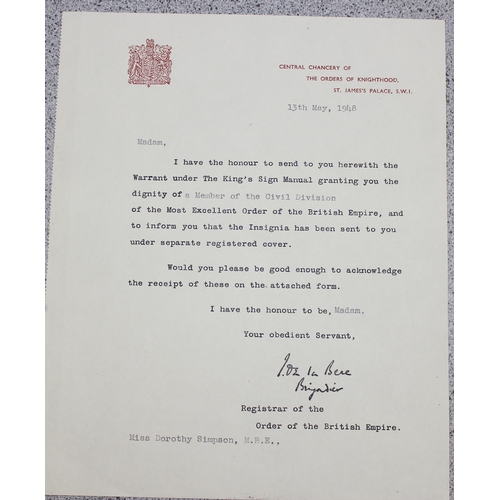 CENTRAL CHANCERY OF
THE ORDERS OF KNIGHTHOOD,
ST. JAMES'S PALACE, S.W.1.
13th May, 1948
Madam,
I have the honour to send to you herewith the
Warrant under The King's Sign Manual granting you the
dignity of a Member of the Civil Division
of the Most Excellent Order of the British Empire, and
to inform you that the Insignia has been sent to you
under separate registered cover.
Would you please be good enough to acknowledge
the receipt of these on the attached form.
I have the honour to be, Madam.
Your obedient Servant,
I. De la Bere
Brigadier
Registrar of the
Order of the British Empire.
Miss Dorothy Simpson, M.B.E.,